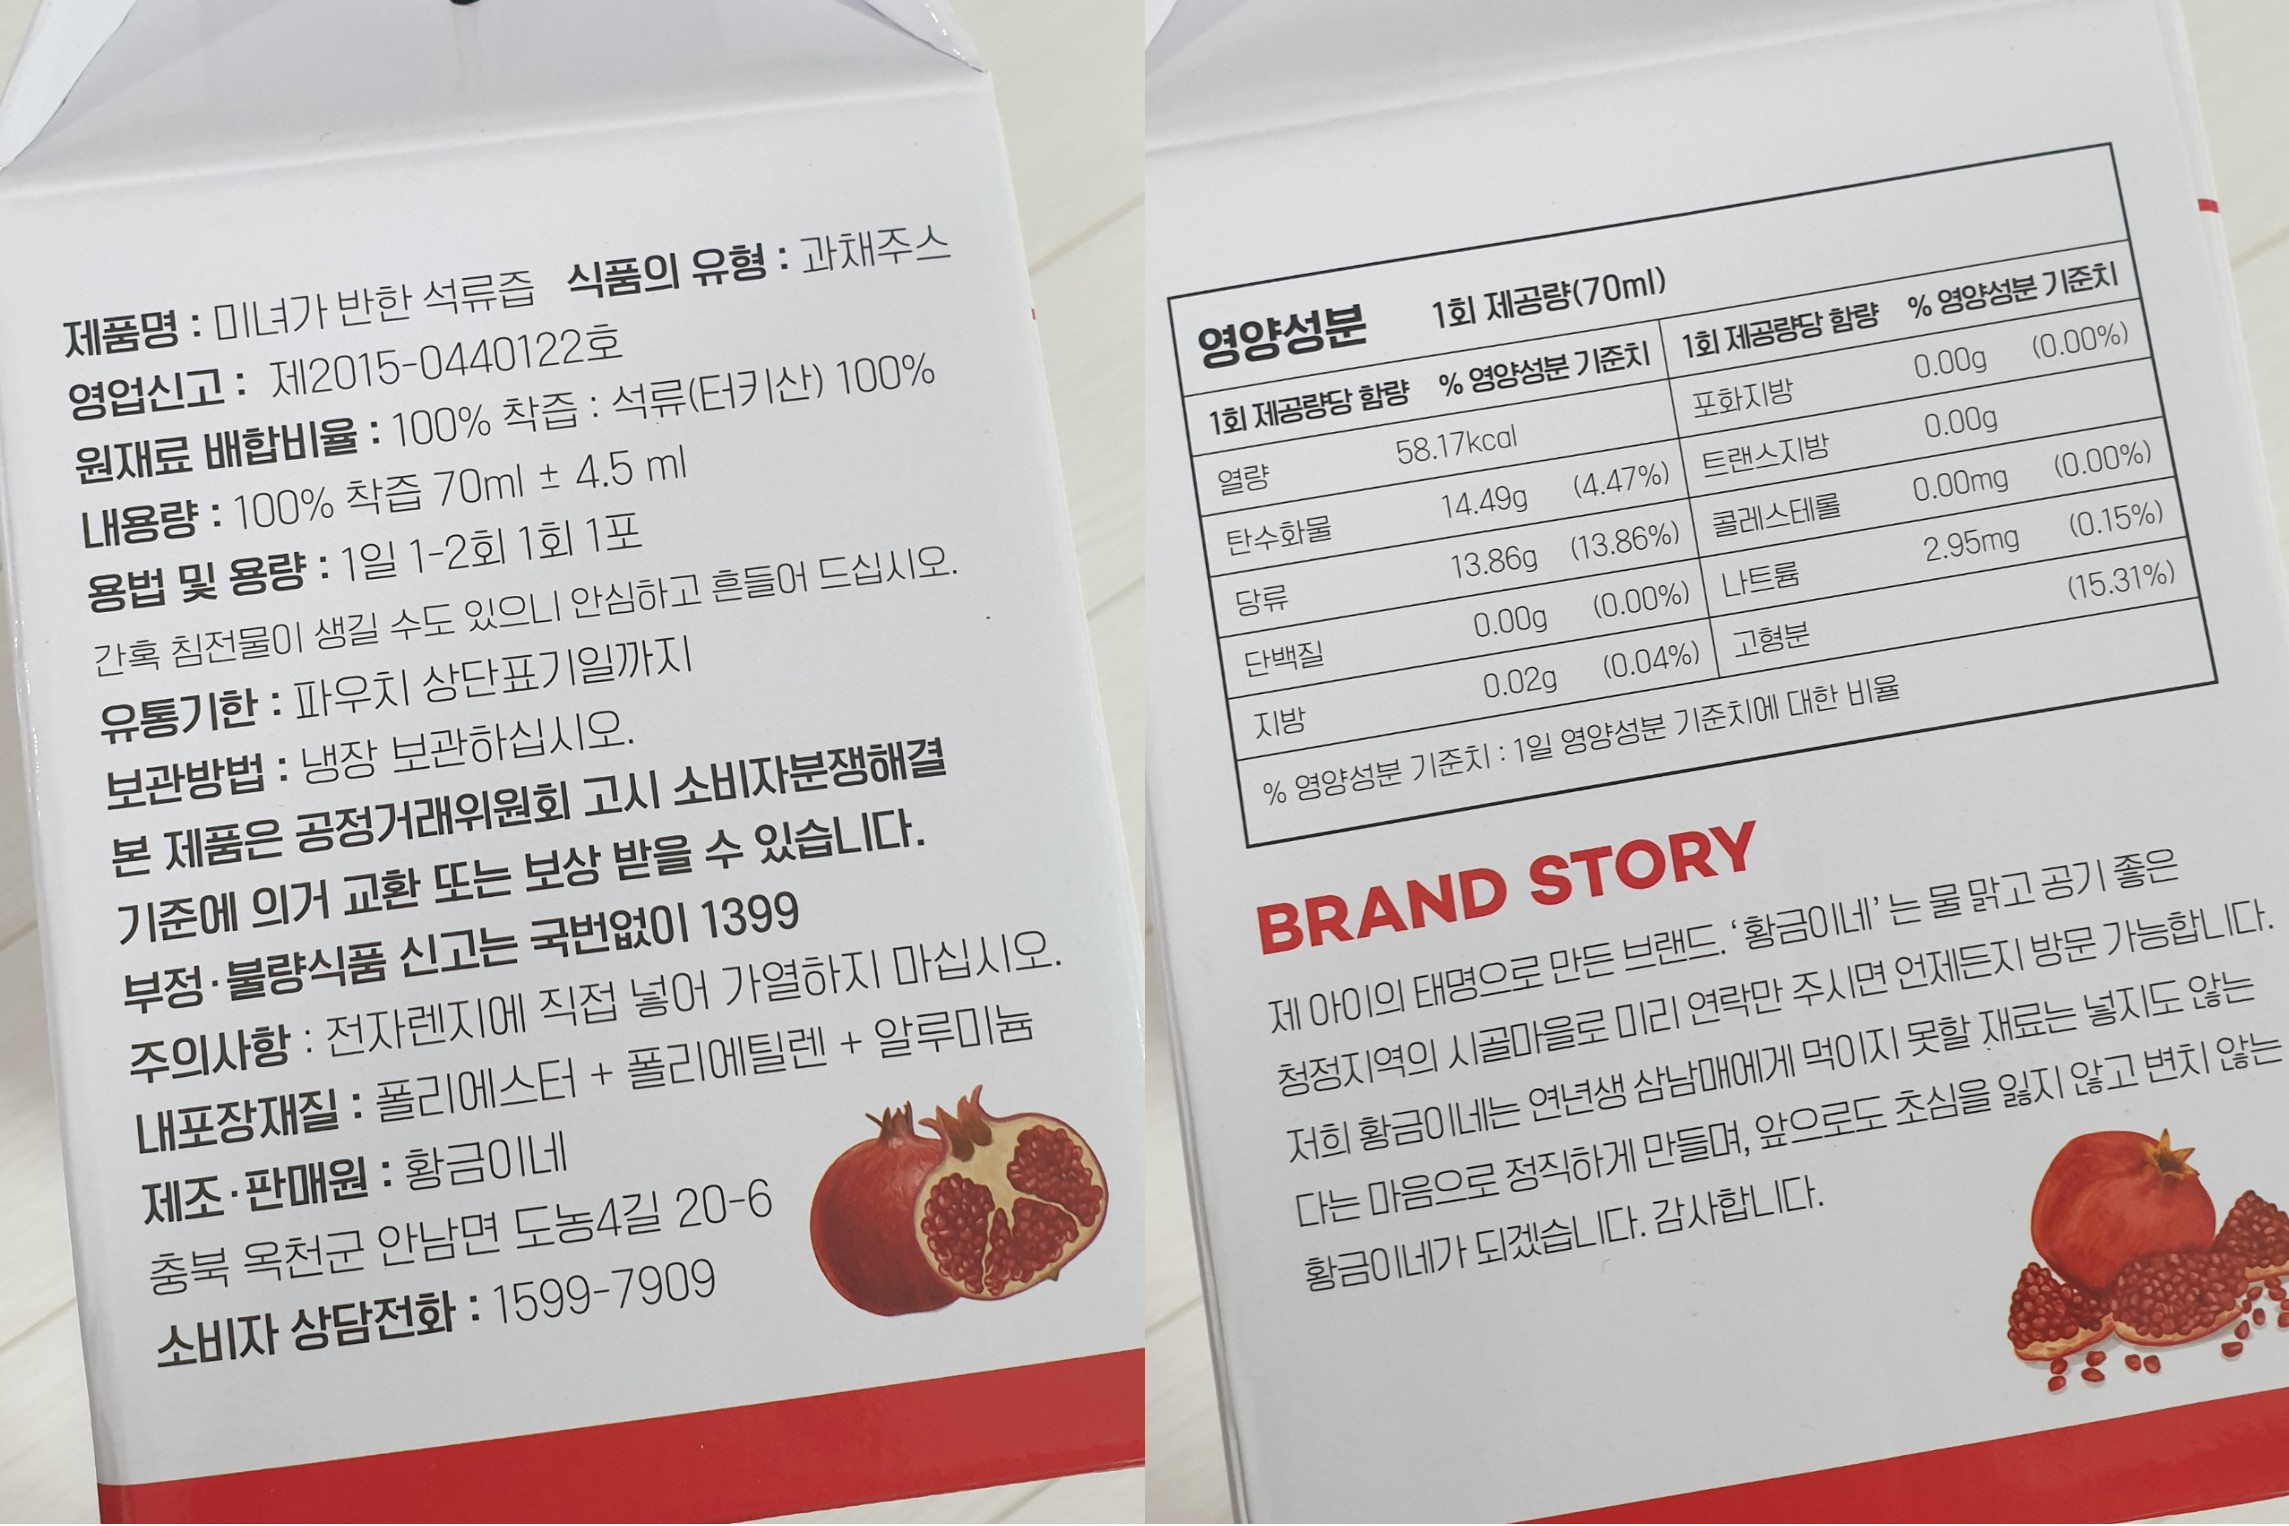 제품명 : 미녀가 반한 석류즙 식품의 유형 : 과채주스
영업신고 : 제2015-0440122호
원재료 배합비율 : 100% 착즙 : 석류(터키산) 100%
내용량 : 100% 착즙 70ml ± 4.5 ml
용법 및 용량 : 1일 1-2회 1회 1포
간혹 침전물이 생길 수도 있으니 안심하고 흔들어 드십시오.
유통기한 : 파우치 상단표기일까지
보관방법 : 냉장 보관하십시오.
본 제품은 공정거래위원회 고시 소비자분쟁해결
기준에 의거 교환 또는 보상 받을 수 있습니다.
부정·불량식품 신고는 국번없이 1399
주의사항 : 전자렌지에 직접 넣어 가열하지 마십시오.
내포장재질 : 폴리에스터 + 폴리에틸렌 + 알루미늄
제조·판매원 : 황금이네
충북 옥천군 안남면 도농4길 20-6
소비자 상담전화 : 1599-7909
영양성분 1회 제공량(70ml)
1회 제공량당 함량 % 영양성분 기준치 1회 제공량당 함량 % 영양성분 기준치
열량 58.17kcal 포화지방 0.00g (0.00%)
탄수화물 14.49g (4.47%) 트랜스지방 0.00g
당류 13.86g (13.86%) 콜레스테롤 0.00mg (0.00%)
단백질 0.00g (0.00%) 나트륨 2.95mg (0.15%)
지방 0.02g (0.04%) 고형분 (15.31%)
% 영양성분 기준치 : 1일 영양성분 기준치에 대한 비율
BRAND STORY
제 아이의 태명으로 만든 브랜드. ‘황금이네’ 는 물 맑고 공기 좋은
청정지역의 시골마을로 미리 연락만 주시면 언제든지 방문 가능합니다.
저희 황금이네는 연년생 삼남매에게 먹이지 못할 재료는 넣지도 않는
다는 마음으로 정직하게 만들며, 앞으로도 초심을 잃지 않고 변치 않는
황금이네가 되겠습니다. 감사합니다.